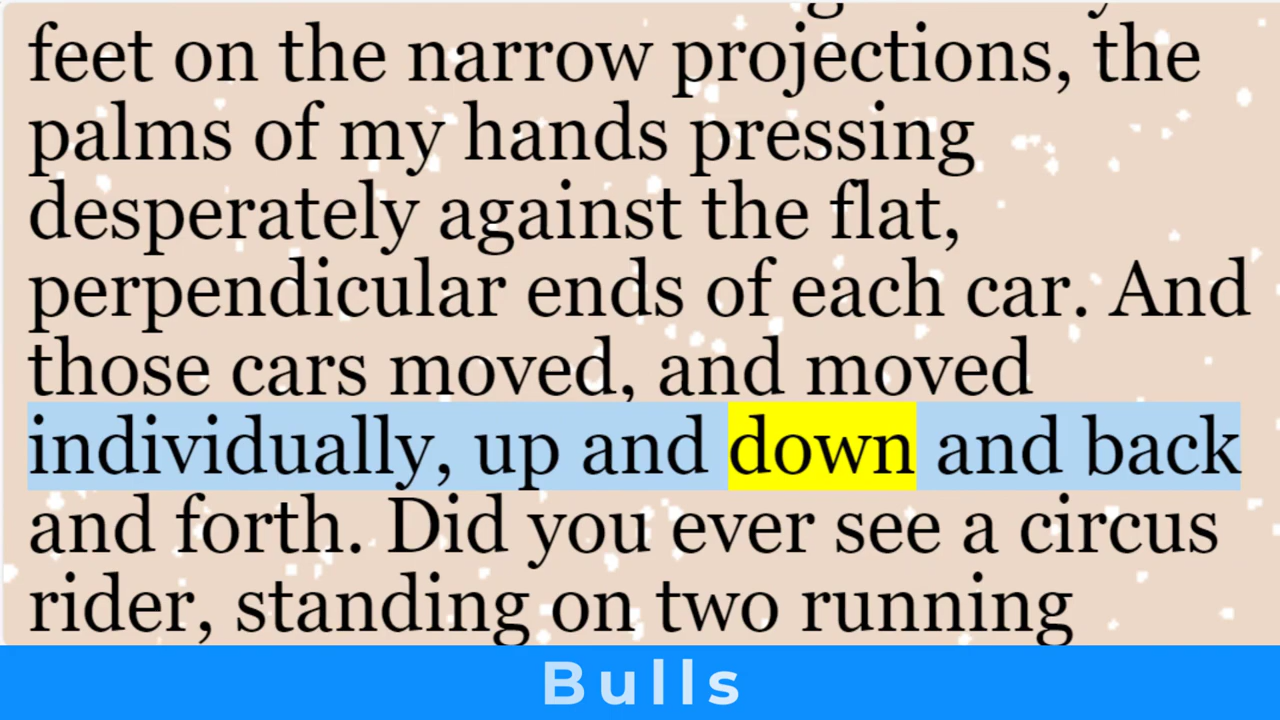 feet on the narrow projections, the
palms of my hands pressing
desperately against the flat,
perpendicular ends of each car. And
those cars moved, and moved
individually, up and down and back
and forth. Did you ever see a circus
rider, standing on two running
Bulls